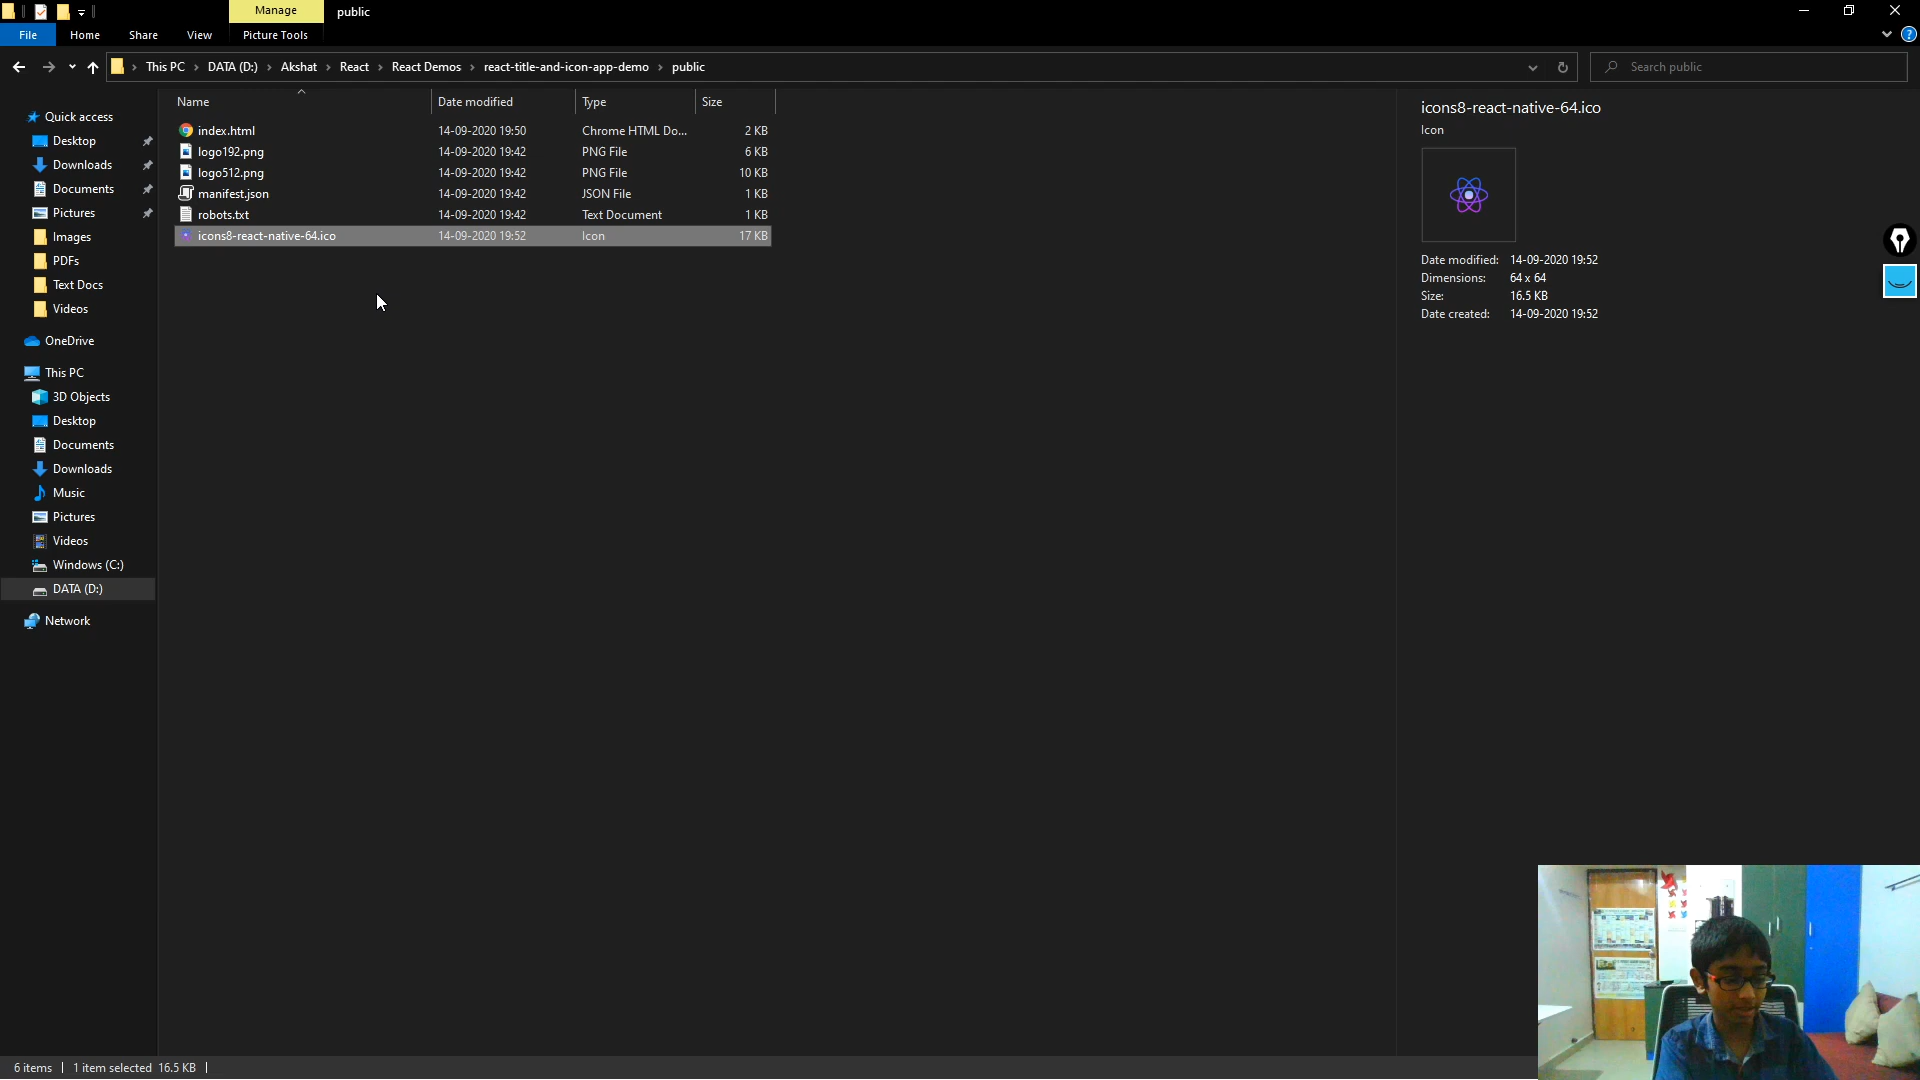 Manage
public
File
Home
Share
View
Picture Tools
This PC
DATA (D:)
Akshat
React
React Demos
react-title-and-icon-app-demo
public
Search public
Name
Date modified
Type
Size
index.html 14-09-2020 19:50 Chrome HTML Do... 2 KB
logo192.png 14-09-2020 19:42 PNG File 6 KB
logo512.png 14-09-2020 19:42 PNG File 10 KB
manifest.json 14-09-2020 19:42 JSON File 1 KB
robots.txt 14-09-2020 19:42 Text Document 1 KB
icons8-react-native-64.ico 14-09-2020 19:52 Icon 17 KB
Quick access
Desktop
Downloads
Documents
Pictures
Images
PDFs
Text Docs
Videos
OneDrive
This PC
3D Objects
Desktop
Documents
Downloads
Music
Pictures
Videos
Windows (C:)
DATA (D:)
Network
icons8-react-native-64.ico
Icon
Date modified: 14-09-2020 19:52
Dimensions: 64 x 64
Size: 16.5 KB
Date created: 14-09-2020 19:52
6 items
1 item selected 16.5 KB